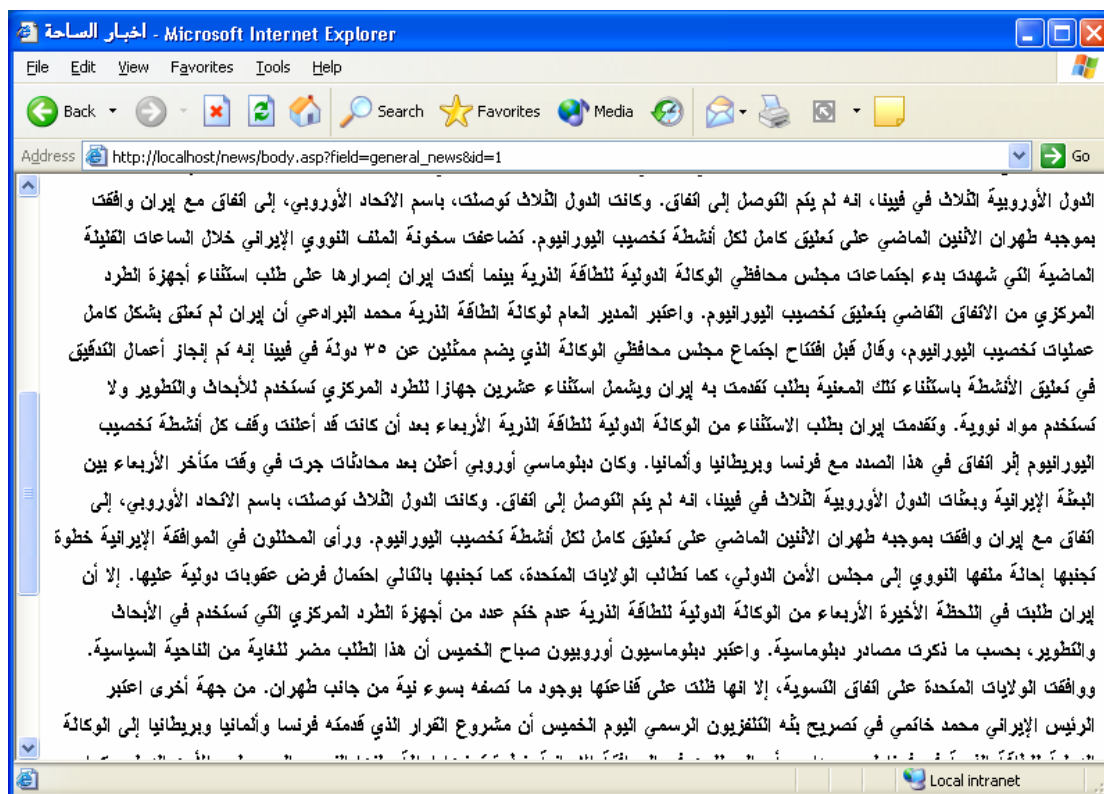 اخبار الساحة - Microsoft Internet Explorer
File Edit View Favorites Tools Help
Back Search Favorites Media
Address http://localhost/news/body.asp?field=general_news&id=1 Go
الدول الأوروبية الثلاث في فيينا، انه لم يتم التوصل إلى اتفاق. وكانت الدول الثلاث توصلت، باسم الاتحاد الأوروبي، إلى اتفاق مع إيران وافقت
بموجبه طهران الأثنين الماضي على تعليق كامل لكل أنشطة تخصيب اليورانيوم. تضاعفت سخونة الملف النووي الإيراني خلال الساعات القليلة
الماضية التي شهدت بدء اجتماعات مجلس محافظي الوكالة الدولية للطاقة الذرية بينما أكدت إيران إصرارها على طلب استثناء أجهزة الطرد
المركزي من الاتفاق القاضي بتعليق تخصيب اليورانيوم. واعتبر المدير العام لوكالة الطاقة الذرية محمد البرادعي أن إيران لم تعلق بشكل كامل
عمليات تخصيب اليورانيوم، وقال قبل افتتاح اجتماع مجلس محافظي الوكالة الذي يضم ممثلين عن ٣٥ دولة في فيينا إنه تم إنجاز أعمال التدقيق
في تعليق الأنشطة باستثناء تلك المعنية بطلب تقدمت به إيران ويشمل استثناء عشرين جهازا للطرد المركزي تستخدم للأبحاث والتطوير ولا
تستخدم مواد نووية. وتقدمت إيران بطلب الاستثناء من الوكالة الدولية للطاقة الذرية الأربعاء بعد أن كانت قد أعلنت وقف كل أنشطة تخصيب
اليورانيوم إثر اتفاق في هذا الصدد مع فرنسا وبريطانيا وألمانيا. وكان دبلوماسي أوروبي أعلن بعد محادثات جرت في وقت متأخر الأربعاء بين
البعثة الإيرانية وبعثات الدول الأوروبية الثلاث في فيينا، انه لم يتم التوصل إلى اتفاق. وكانت الدول الثلاث توصلت، باسم الاتحاد الأوروبي، إلى
اتفاق مع إيران وافقت بموجبه طهران الأثنين الماضي على تعليق كامل لكل أنشطة تخصيب اليورانيوم. ورأى المحللون في الموافقة الإيرانية خطوة
تجنبها إحالة ملفها النووي إلى مجلس الأمن الدولي، كما تطالب الولايات المتحدة، كما تجنبها بالتالي احتمال فرض عقوبات دولية عليها. إلا أن
إيران طلبت في اللحظة الأخيرة الأربعاء من الوكالة الدولية للطاقة الذرية عدم ختم عدد من أجهزة الطرد المركزي التي تستخدم في الأبحاث
والتطوير، بحسب ما ذكرت مصادر دبلوماسية. واعتبر دبلوماسيون أوروبيون صباح الخميس أن هذا الطلب مضر للغاية من الناحية السياسية.
ووافقت الولايات المتحدة على اتفاق التسوية، إلا انها ظلت على قناعتها بوجود ما تصفه بسوء نية من جانب طهران. من جهة أخرى اعتبر
الرئيس الإيراني محمد خاتمي في تصريح بثه التلفزيون الرسمي اليوم الخميس أن مشروع القرار الذي قدمته فرنسا وألمانيا وبريطانيا إلى الوكالة
Local intranet